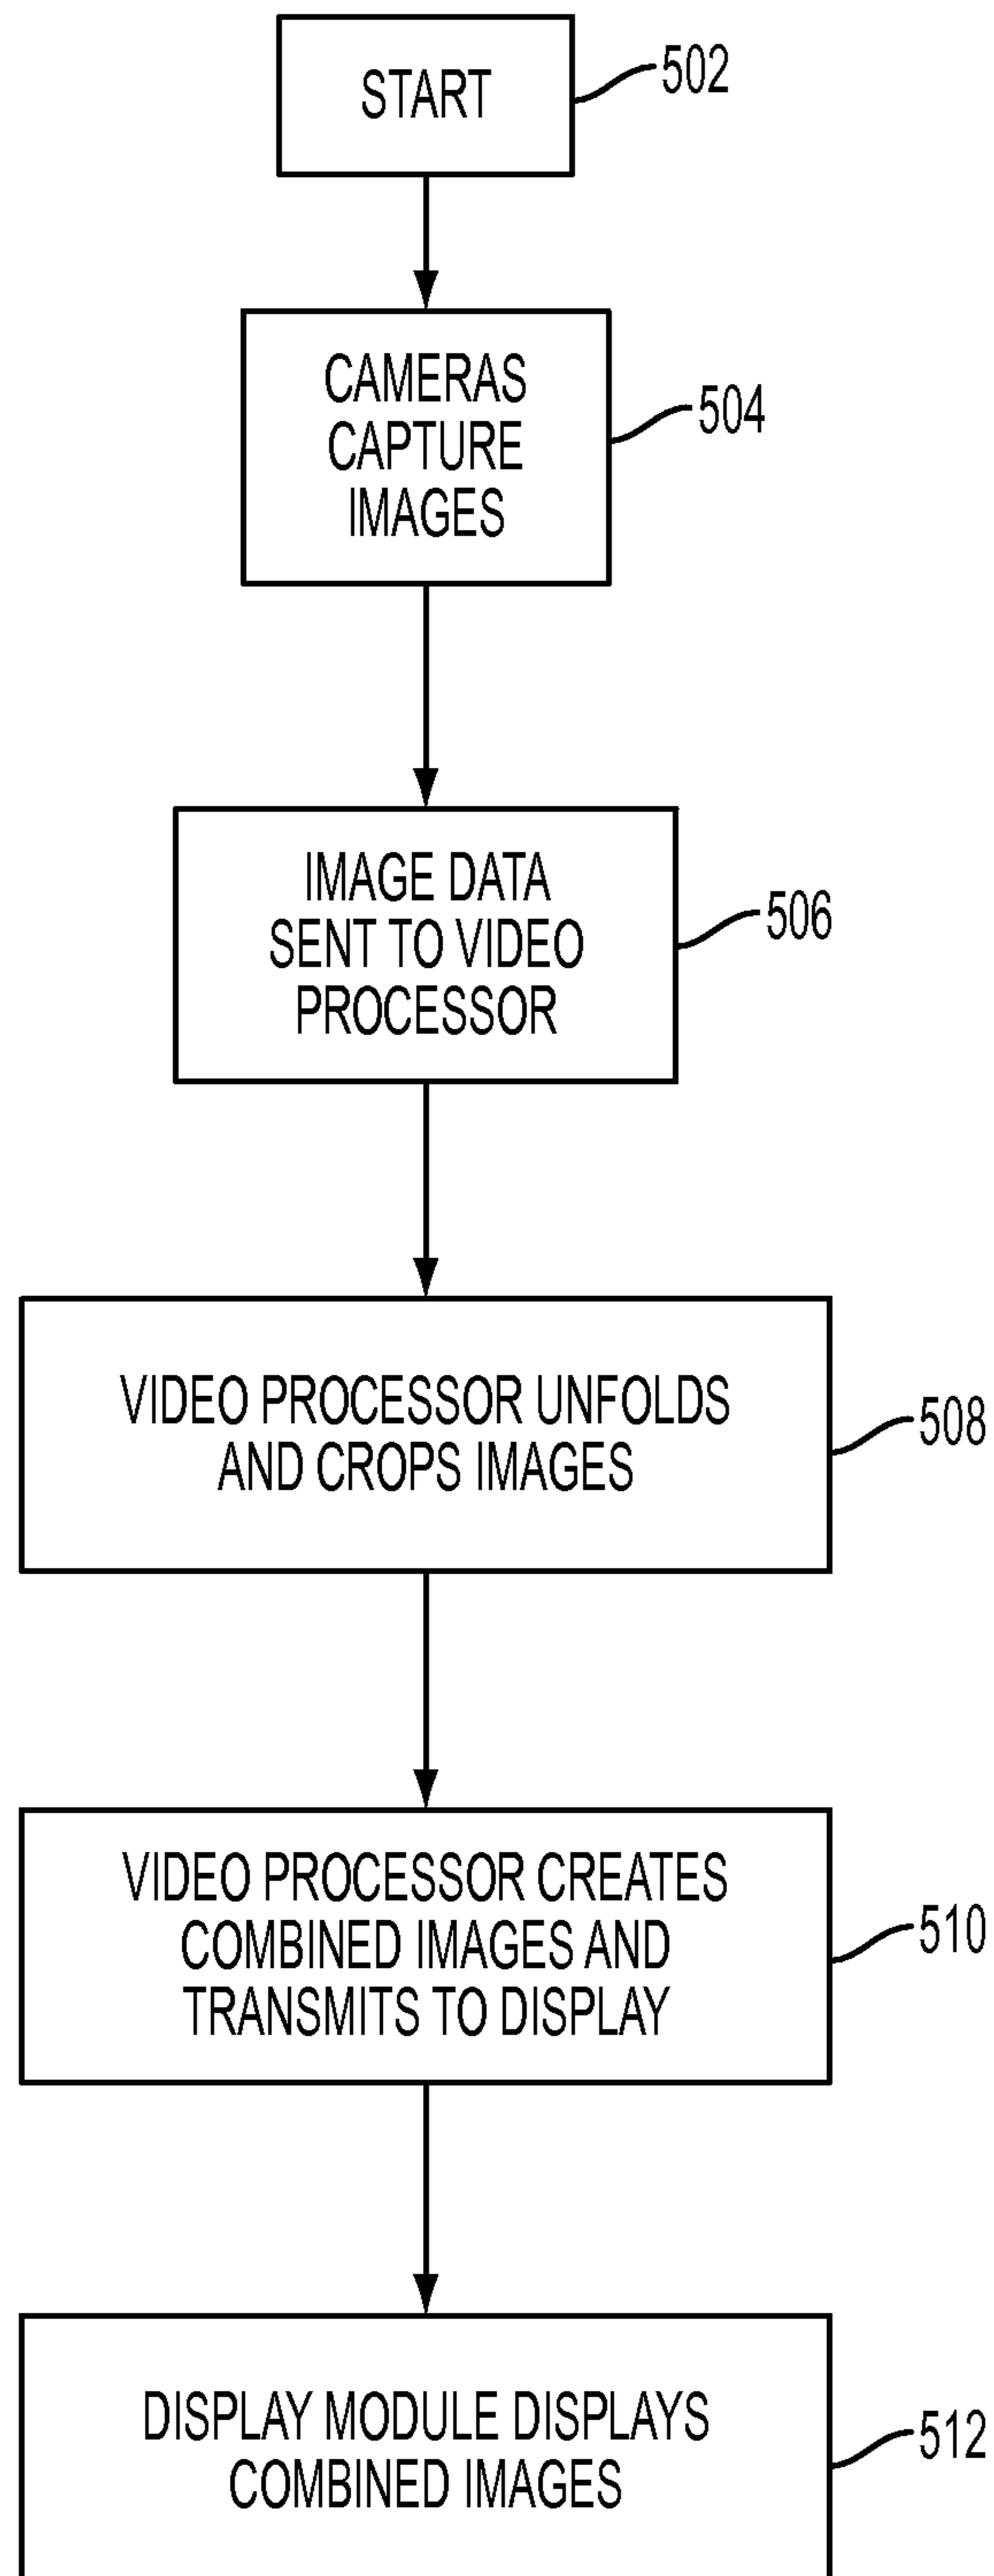 START
502
CAMERAS
CAPTURE
IMAGES
504
IMAGE DATA
SENT TO VIDEO
PROCESSOR
506
VIDEO PROCESSOR UNFOLDS
AND CROPS IMAGES
508
VIDEO PROCESSOR CREATES
COMBINED IMAGES AND
TRANSMITS TO DISPLAY
510
DISPLAY MODULE DISPLAYS
COMBINED IMAGES
512